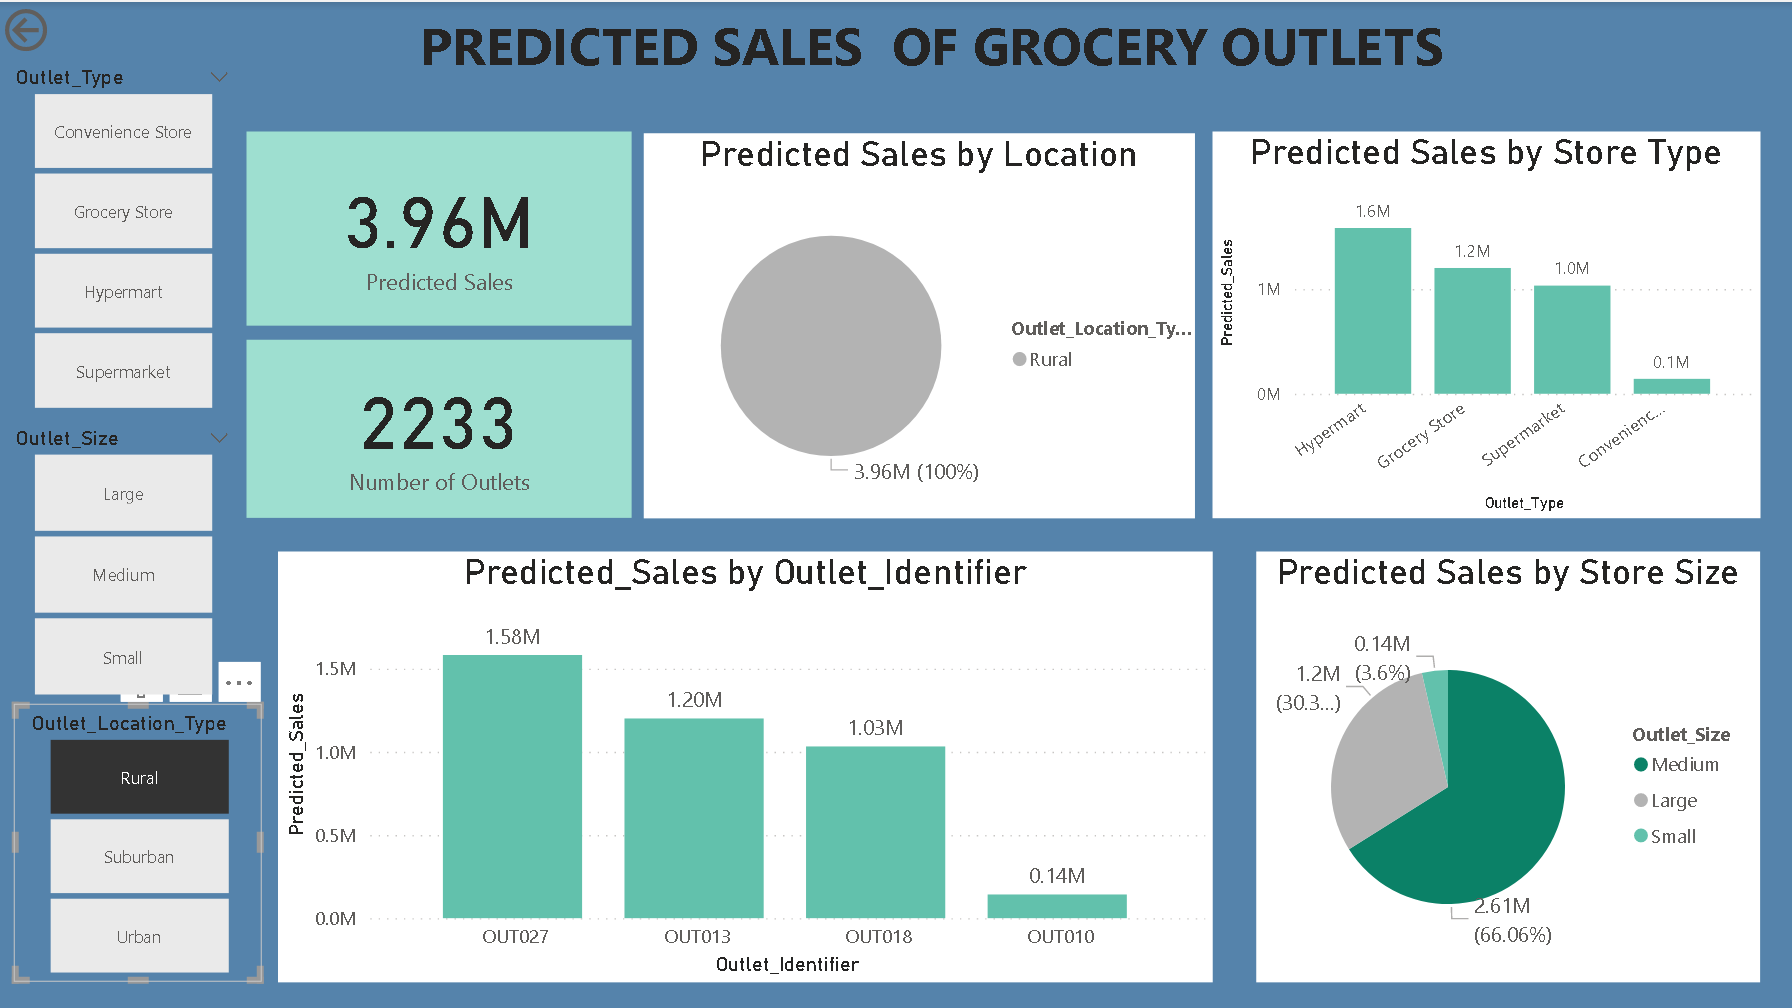 PREDICTED SALES  OF GROCERY OUTLETS
Outlet_Type
Convenience Store
Grocery Store
Hypermart
Supermarket
Outlet_Size
Large
Medium
Small
Outlet_Location_Type
Rural
Suburban
Urban
3.96M
Predicted Sales
2233
Number of Outlets
Predicted Sales by Location
Outlet_Location_Ty...
Rural
3.96M (100%)
Predicted Sales by Store Type
Predicted_Sales
1M
0M
1.6M
1.2M
1.0M
0.1M
Hypermart
Grocery Store
Supermarket
Convenienc...
Outlet_Type
Predicted_Sales by Outlet_Identifier
Predicted_Sales
1.5M
1.0M
0.5M
0.0M
1.58M
1.20M
1.03M
0.14M
OUT027
OUT013
OUT018
OUT010
Outlet_Identifier
Predicted Sales by Store Size
0.14M
(3.6%)
1.2M
(30.3...)
2.61M
(66.06%)
Outlet_Size
Medium
Large
Small